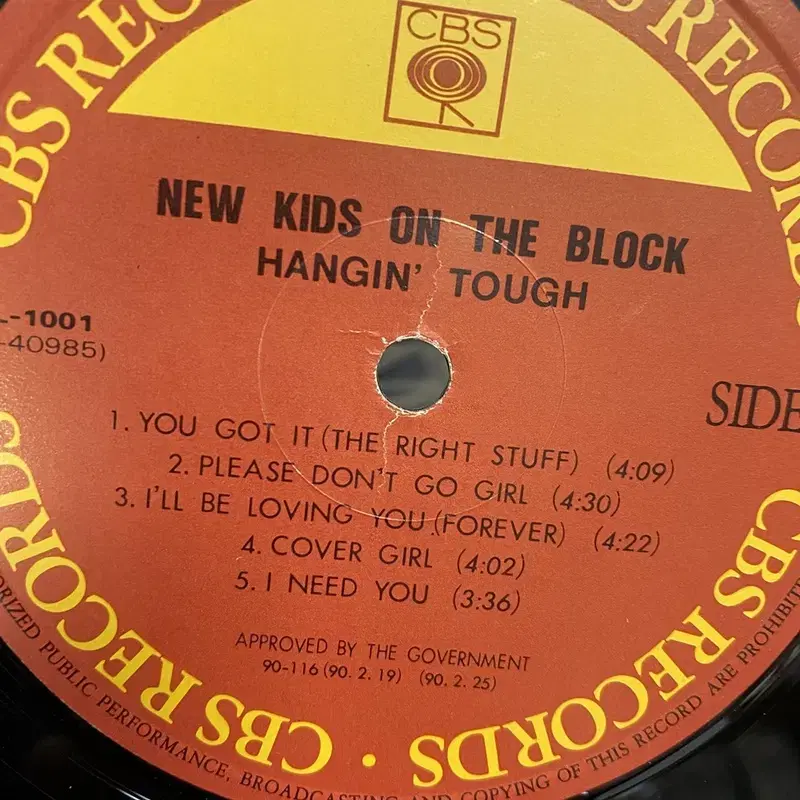 CBS
NEW KIDS ON THE BLOCK
HANGIN' TOUGH
-1001
-40985)
SIDE
1. YOU GOT IT (THE RIGHT STUFF) (4:09)
2. PLEASE DON'T GO GIRL (4:30)
3. I'LL BE LOVING YOU (FOREVER) (4:22)
4. COVER GIRL (4:02)
5. I NEED YOU (3:36)
APPROVED BY THE GOVERNMENT
90-116 (90. 2. 19) (90. 2. 25)
CBS RECORDS
CBS RECORDS
CBS RECORDS • CBS RECORDS
PUBLIC PERFORMANCE, BROADCASTING AND COPYING OF THIS RECORD ARE PROHIBITED